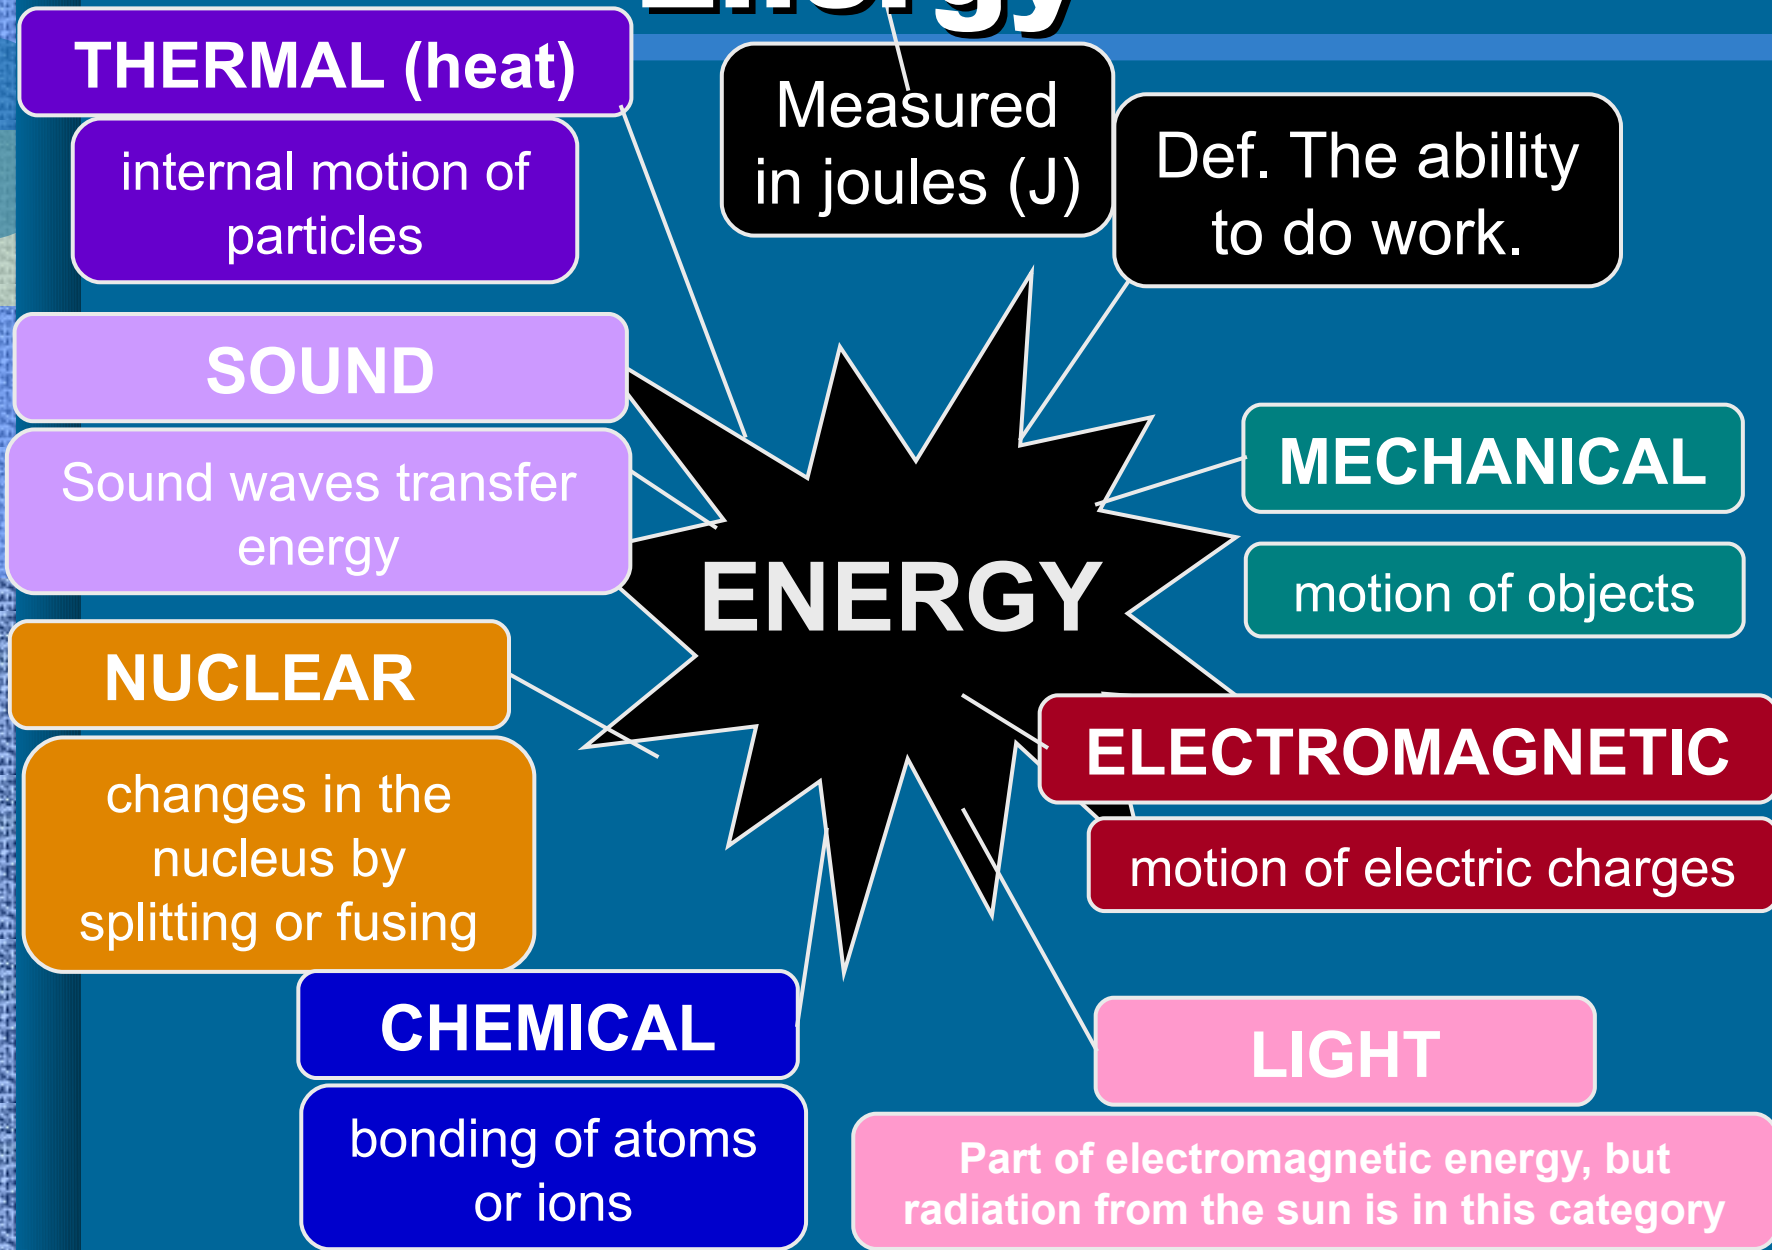 Energy
THERMAL (heat)
internal motion of
particles
Measured
in joules (J)
Def. The ability
to do work.
SOUND
Sound waves transfer
energy
NUCLEAR
changes in the
nucleus by
splitting or fusing
CHEMICAL
bonding of atoms
or ions
ENERGY
MECHANICAL
motion of objects
ELECTROMAGNETIC
motion of electric charges
LIGHT
Part of electromagnetic energy, but
radiation from the sun is in this category